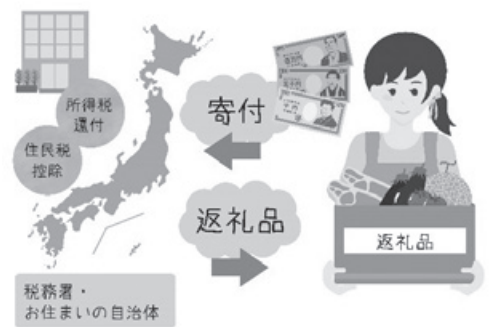 所得税
還付
住民税
控除
寄付
返礼品
返礼品
税務署・
お住まいの自治体